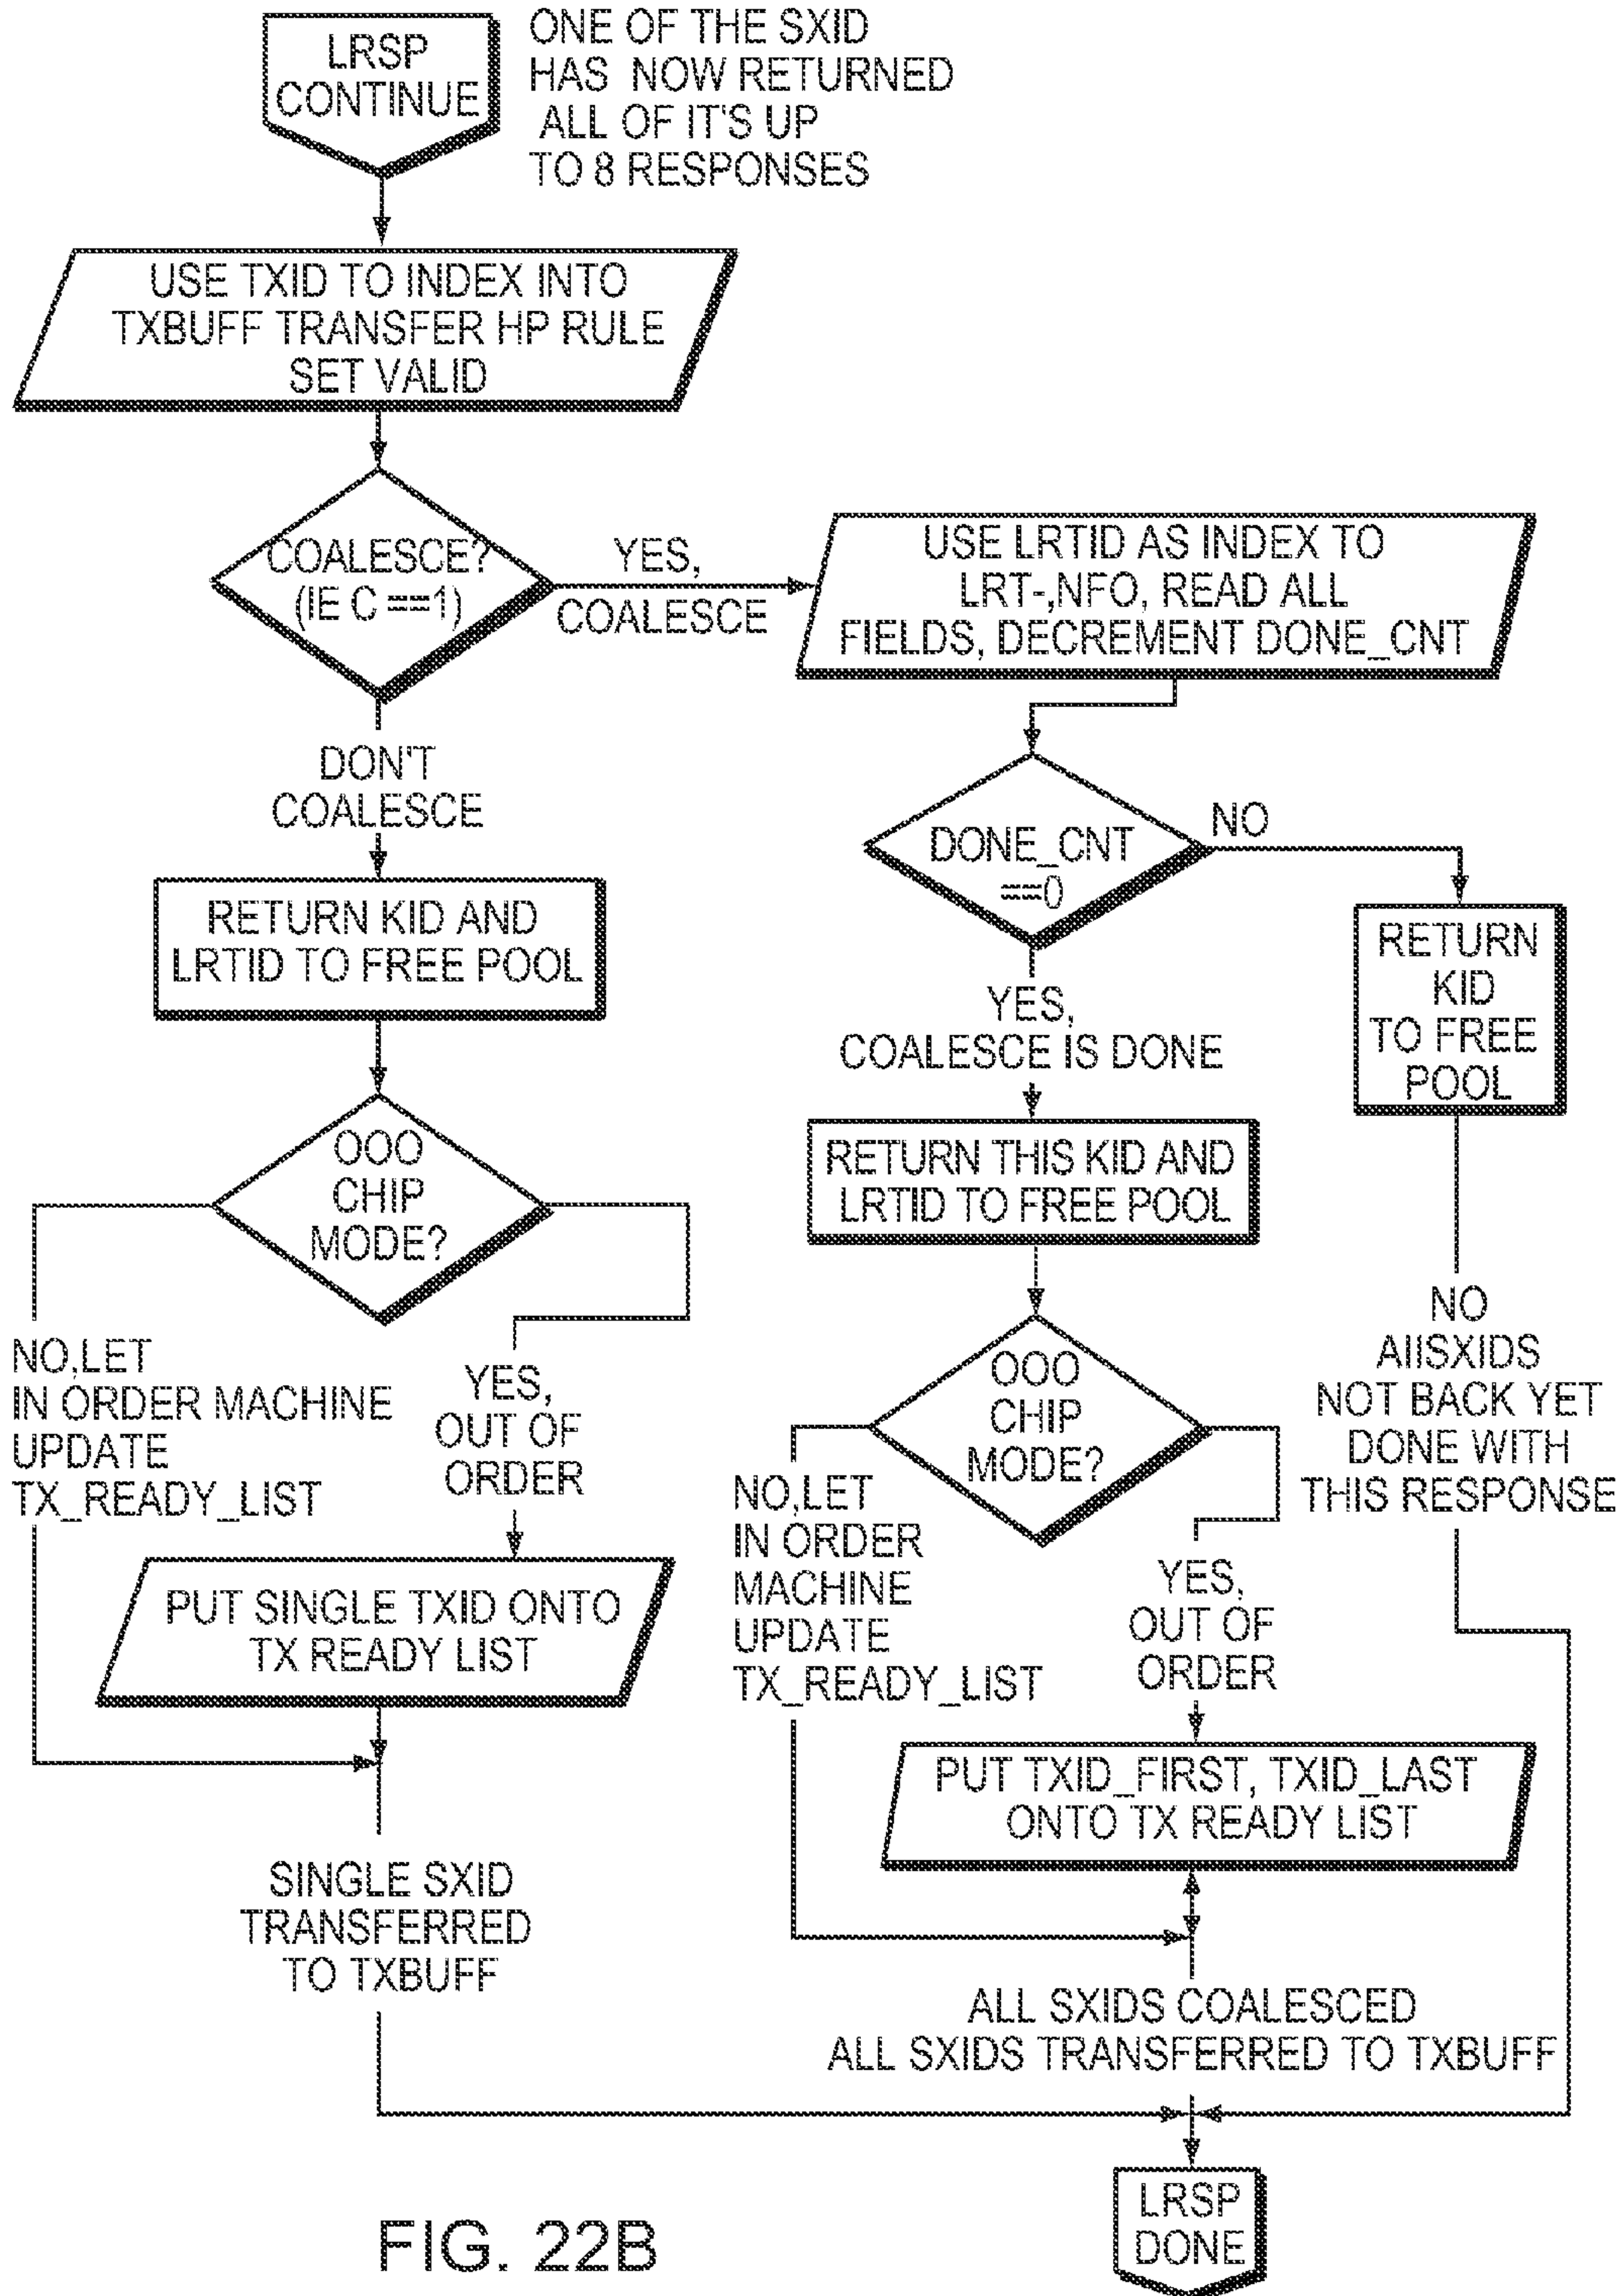 LRSP
CONTINUE
ONE OF THE SXID
HAS NOW RETURNED
ALL OF IT'S UP
TO 8 RESPONSES
USE TXID TO INDEX INTO
TXBUFF TRANSFER HP RULE
SET VALID
COALESCE?
(IE C ==1)
YES,
COALESCE
USE LRTID AS INDEX TO
LRT-,NFO, READ ALL
FIELDS, DECREMENT DONE_CNT
DON'T
COALESCE
DONE_CNT
==0
NO
RETURN KID AND
LRTID TO FREE POOL
RETURN
KID
TO FREE
POOL
YES,
COALESCE IS DONE
OOO
CHIP
MODE?
RETURN THIS KID AND
LRTID TO FREE POOL
NO,LET
IN ORDER MACHINE
UPDATE
TX_READY_LIST
YES,
OUT OF
ORDER
OOO
CHIP
MODE?
NO
AIISXIDS
NOT BACK YET
DONE WITH
THIS RESPONSE
NO,LET
IN ORDER
MACHINE
UPDATE
TX_READY_LIST
YES,
OUT OF
ORDER
PUT SINGLE TXID ONTO
TX READY LIST
PUT TXID_FIRST, TXID_LAST
ONTO TX READY LIST
SINGLE SXID
TRANSFERRED
TO TXBUFF
ALL SXIDS COALESCED
ALL SXIDS TRANSFERRED TO TXBUFF
LRSP
DONE
FIG. 22B